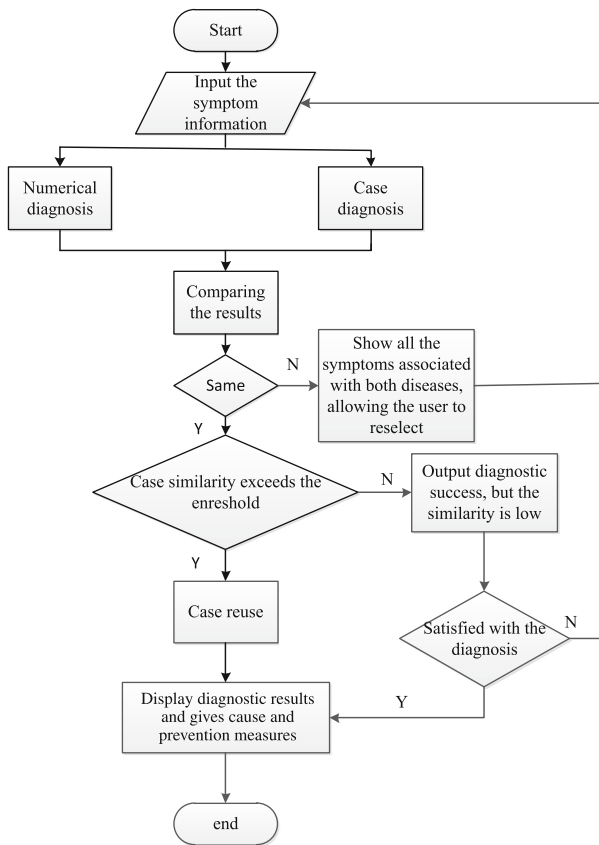 Start
Input the
symptom
information
Numerical
diagnosis
Case
diagnosis
Comparing
the results
Same
N
Show all the
symptoms associated
with both diseases,
allowing the user to
reselect
Y
Case similarity exceeds the
enreshold
N
Output diagnostic
success, but the
similarity is low
Y
Case reuse
Satisfied with the
diagnosis
N
Y
Display diagnostic results
and gives cause and
prevention measures
end